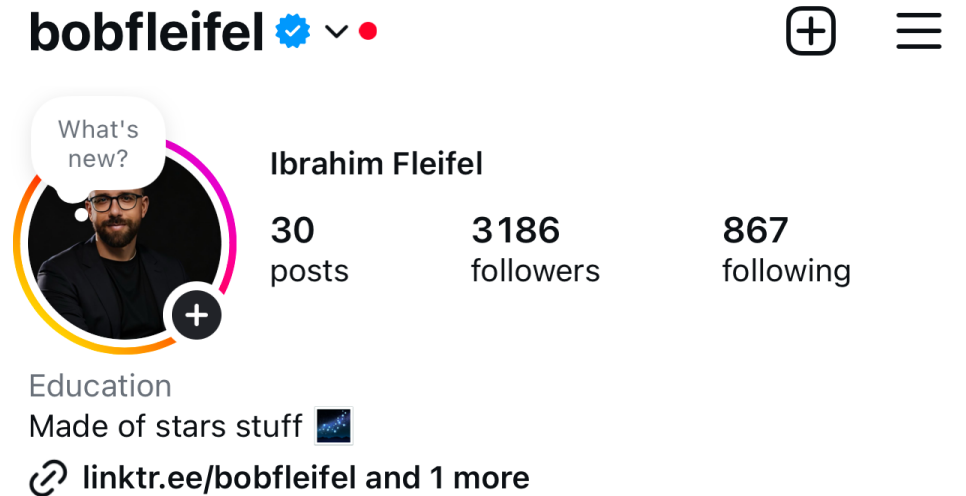 bobfleifel
What's
new?
Ibrahim Fleifel
30 3186 867
posts followers following
Education
Made of stars stuff 🌌
linktr.ee/bobfleifel and 1 more